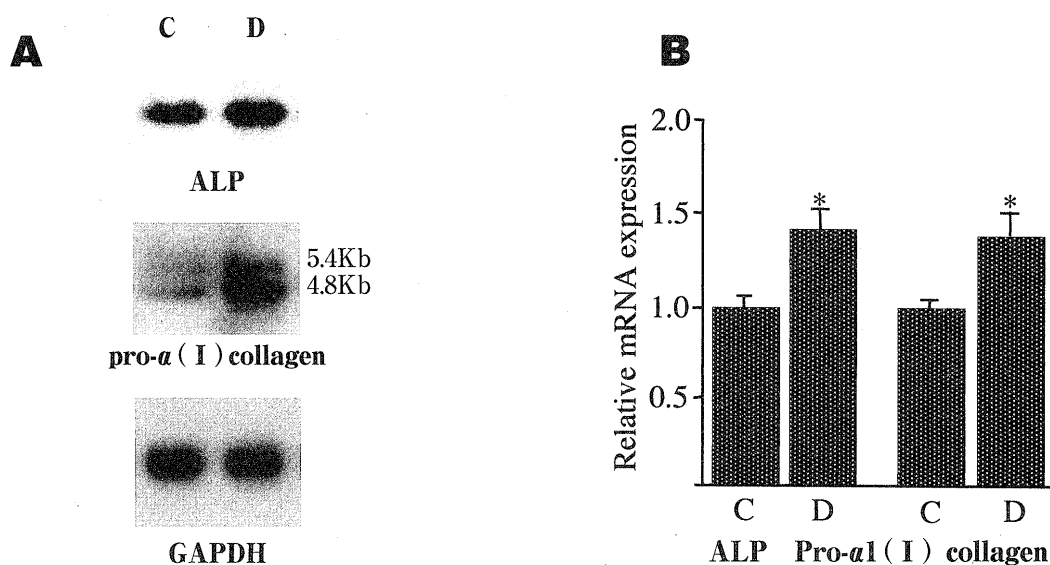 A
C D
ALP
5.4Kb
4.8Kb
pro-α ( I ) collagen
GAPDH
B
Relative mRNA expression
2.0
1.5
1.0
0.5
* *
C D C D
ALP Pro-α1 ( I ) collagen